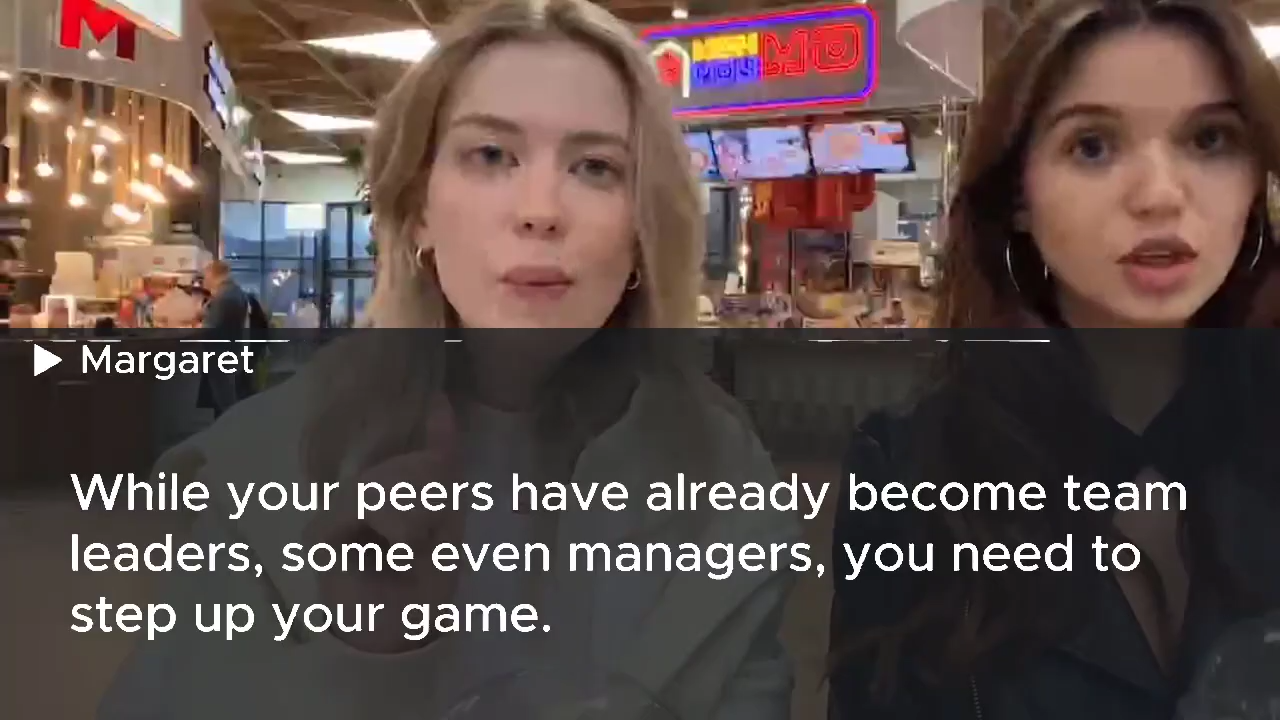 M
▶ Margaret
While your peers have already become team
leaders, some even managers, you need to
step up your game.